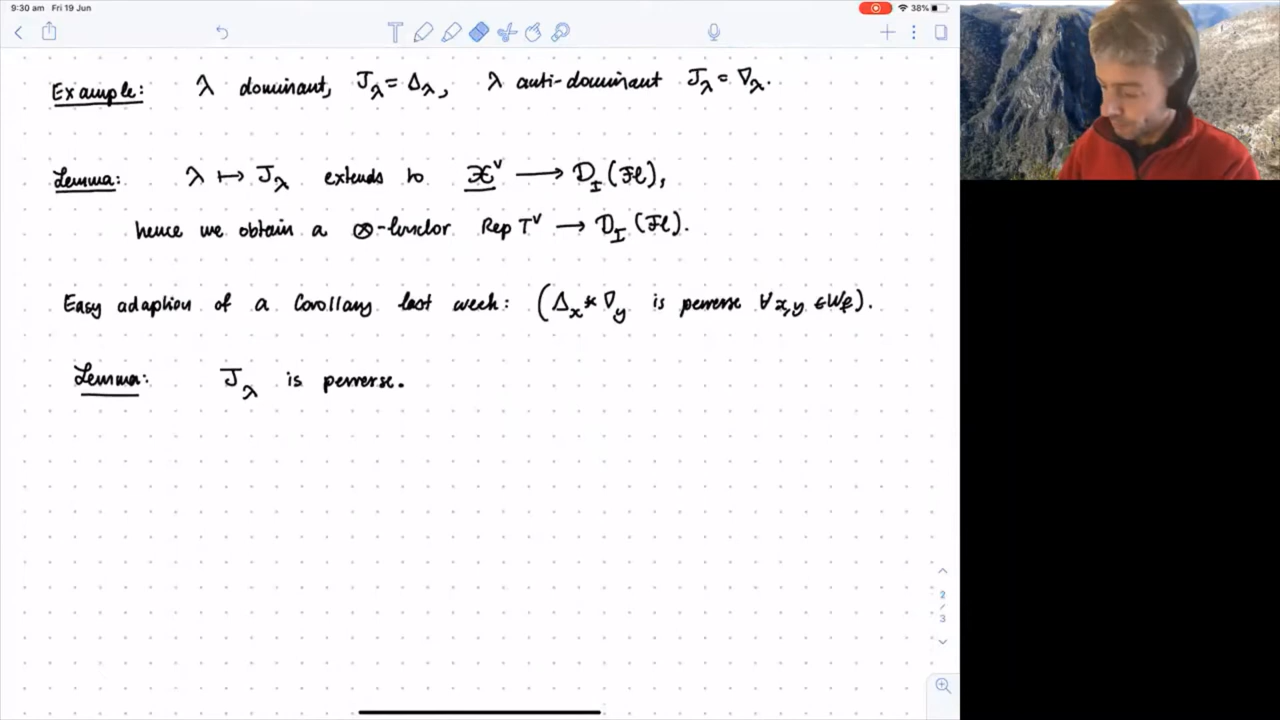 9:30 am Fri 19 Jun
38%
Example: λ dominant, J_λ = Δ_λ, λ anti-dominant J_λ = ∇_λ.
Lemma: λ ↦ J_λ extends to 𝒳^∨ → D_I(Fl),
hence we obtain a ⊗-functor Rep T^∨ → D_I(Fl).
Easy adaption of a Corollary last week: (Δ_x * ∇_y is perverse ∀ x,y ∈ W_f).
Lemma: J_λ is perverse.
2
/
3